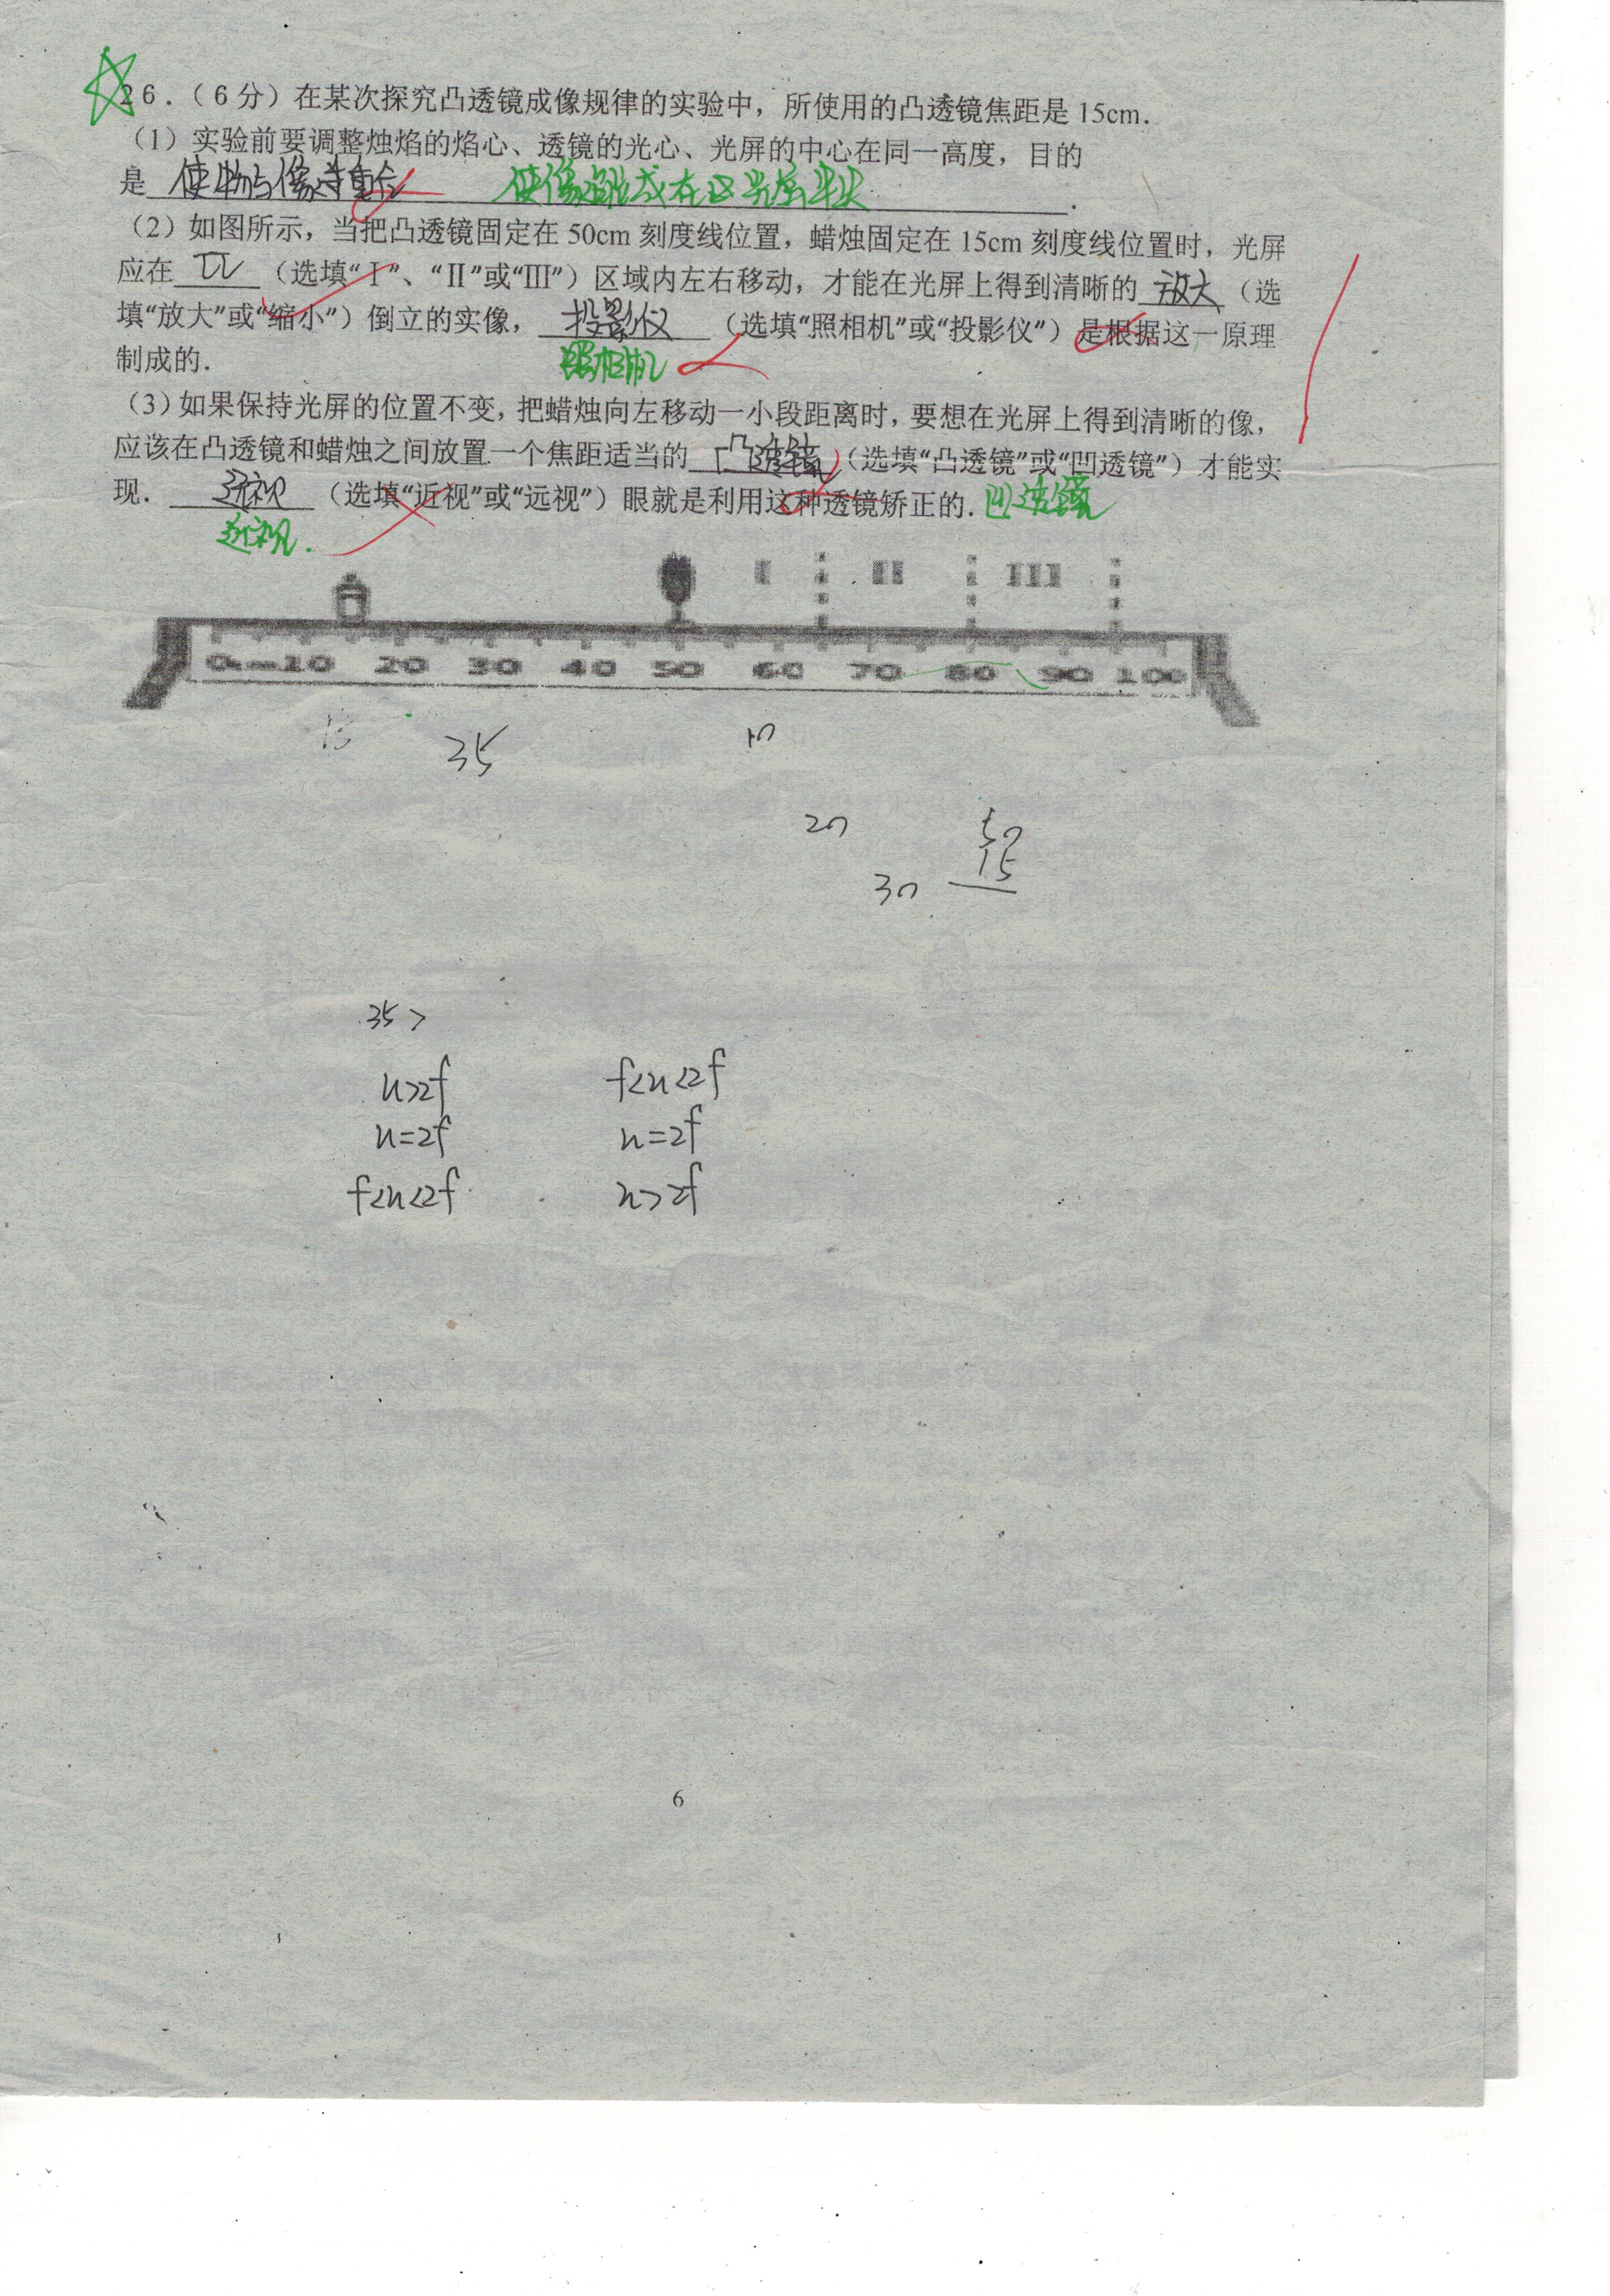 26.（6分）在某次探究凸透镜成像规律的实验中，所使用的凸透镜焦距是15cm.
（1）实验前要调整烛焰的焰心、透镜的光心、光屏的中心在同一高度，目的
是 使物与像 重合 使像 成在 光屏中央.
（2）如图所示，当把凸透镜固定在50cm刻度线位置，蜡烛固定在15cm刻度线位置时，光屏
应在 II（选填“Ⅰ”、“Ⅱ”或“Ⅲ”）区域内左右移动，才能在光屏上得到清晰的 放大（选
填“放大”或“缩小”）倒立的实像， 投影仪（选填“照相机”或“投影仪”）是根据这一原理
制成的. 照相机
（3）如果保持光屏的位置不变，把蜡烛向左移动一小段距离时，要想在光屏上得到清晰的像，
应该在凸透镜和蜡烛之间放置一个焦距适当的 凸透镜（选填“凸透镜”或“凹透镜”）才能实
现. 远视（选填“近视”或“远视”）眼就是利用这种透镜矫正的. 凹透镜
近视.
I II III
0 10 20 30 40 50 60 70 80 90 100
15 35 10
20 50
15
30
35>
u>2f f<u<2f
u=2f u=2f
f<u<2f u>2f
6